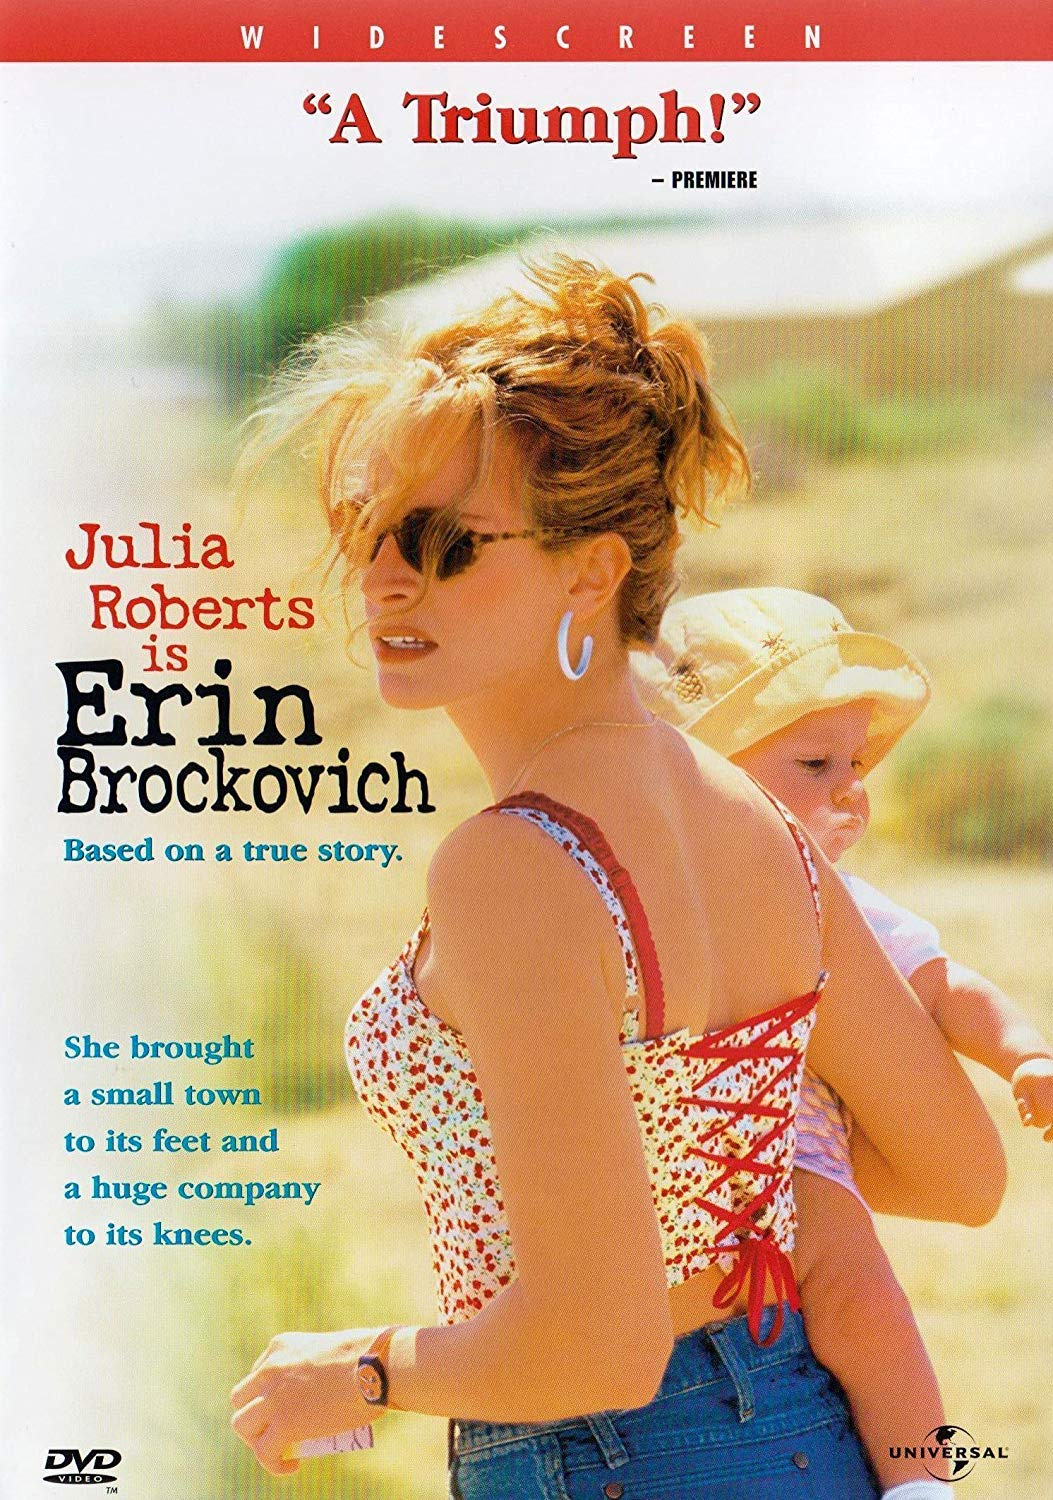 WIDESCREEN
“A Triumph!”
– PREMIERE
Julia
Roberts
is
Erin
Brockovich
Based on a true story.
She brought
a small town
to its feet and
a huge company
to its knees.
DVD
VIDEO
TM
UNIVERSAL